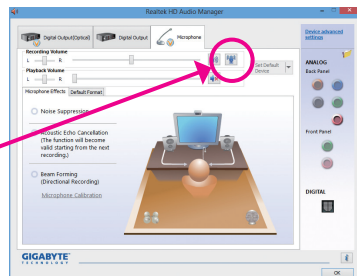 Realtek HD Audio Manager
Digital Output(Optical)
Digital Output
Microphone
Device advanced
settings
Recording Volume
L
R
Set Default
Device
Playback Volume
L
R
ANALOG
Back Panel
Microphone Effects
Default Format
Noise Suppression
Acoustic Echo Cancellation
(The function will become
valid starting from the next
recording.)
Beam Forming
(Directional Recording)
Microphone Calibration
Front Panel
DIGITAL
GIGABYTE
TECHNOLOGY
OK